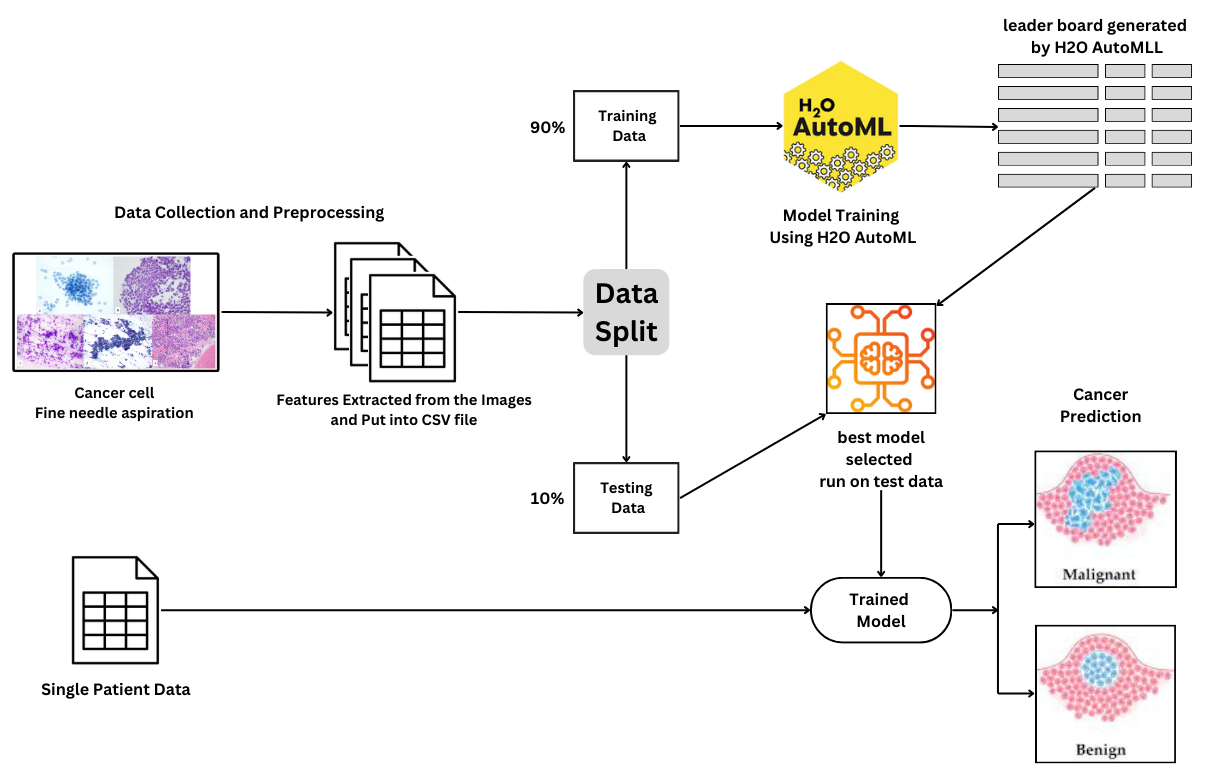 leader board generated
by H2O AutoMLL
90%
Training
Data
H2O
AutoML
Model Training
Using H2O AutoML
Data Collection and Preprocessing
Cancer cell
Fine needle aspiration
Features Extracted from the Images
and Put into CSV file
Data
Split
best model
selected
run on test data
Cancer
Prediction
10%
Testing
Data
Malignant
Single Patient Data
Trained
Model
Benign